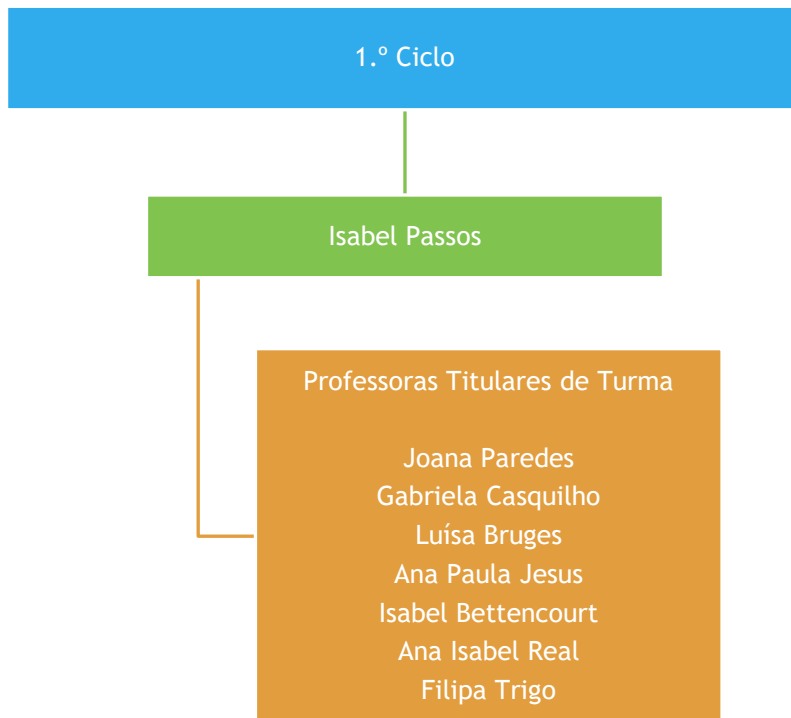 1.º Ciclo
Isabel Passos
Professoras Titulares de Turma
Joana Paredes
Gabriela Casquilho
Luísa Bruges
Ana Paula Jesus
Isabel Bettencourt
Ana Isabel Real
Filipa Trigo